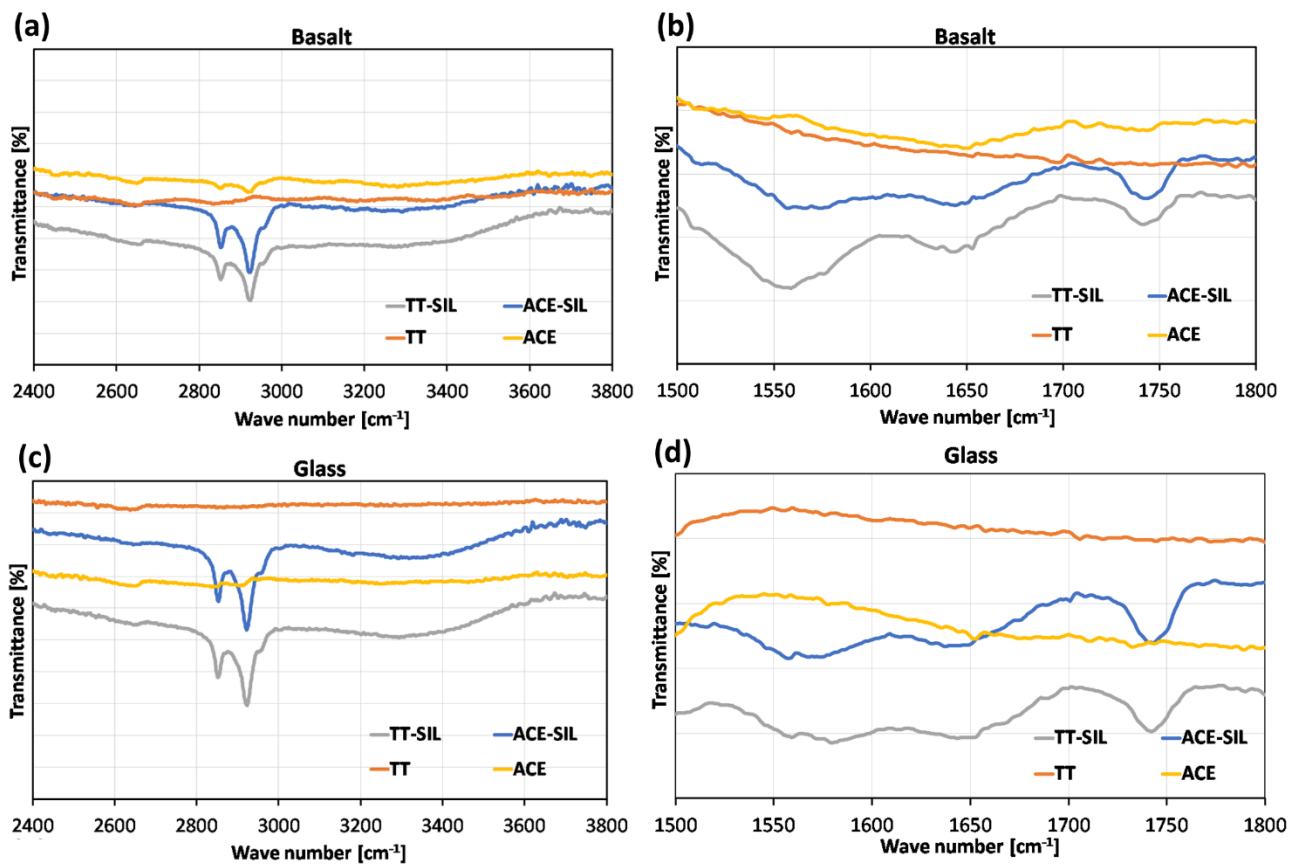 (a)
Basalt
Transmittance [%]
TT-SIL
ACE-SIL
TT
ACE
2400 2600 2800 3000 3200 3400 3600 3800
Wave number [cm⁻¹]
(b)
Basalt
Transmittance [%]
TT-SIL
ACE-SIL
TT
ACE
1500 1550 1600 1650 1700 1750 1800
Wave number [cm⁻¹]
(c)
Glass
Transmittance [%]
TT-SIL
ACE-SIL
TT
ACE
2400 2600 2800 3000 3200 3400 3600 3800
Wave number [cm⁻¹]
(d)
Glass
Transmittance [%]
TT-SIL
ACE-SIL
TT
ACE
1500 1550 1600 1650 1700 1750 1800
Wave number [cm⁻¹]